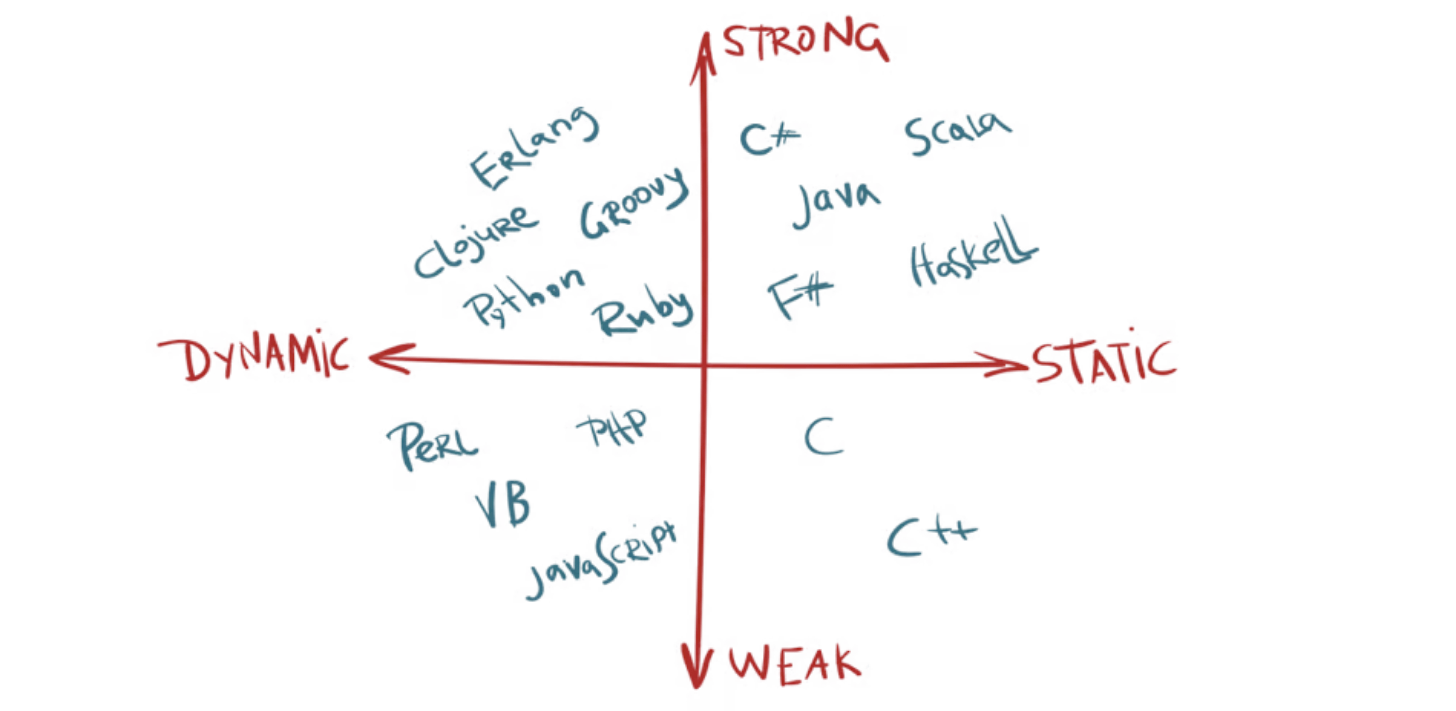 STRONG
Erlang
C#
Scala
Groovy
Java
Clojure
Haskell
Python
Ruby
F#
DYNAMIC
STATIC
PERL
PHP
C
VB
C++
JavaScript
WEAK